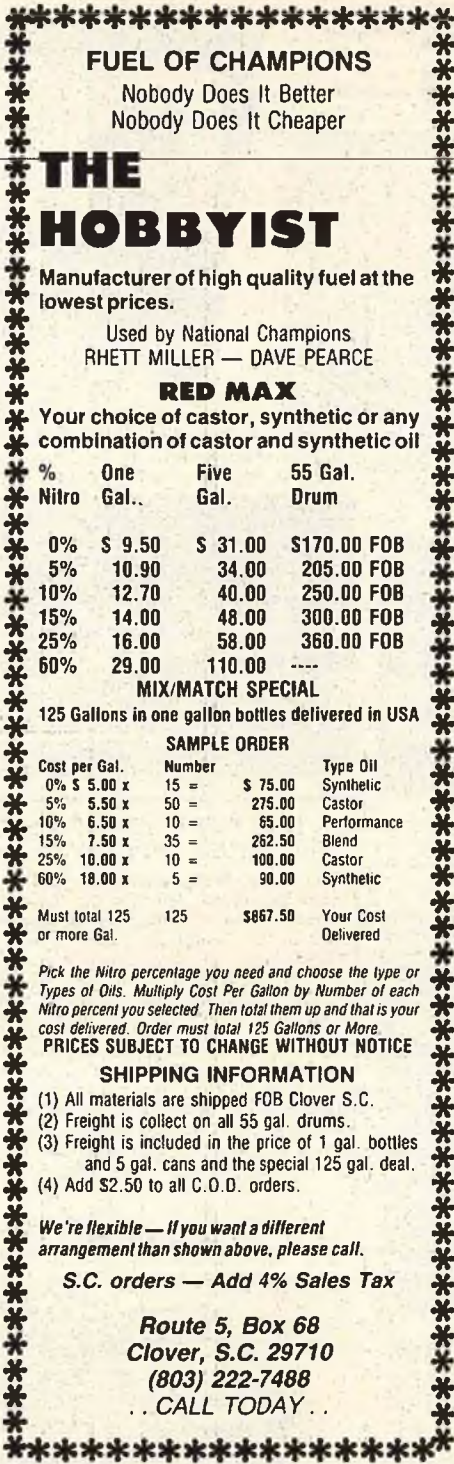 FUEL OF CHAMPIONS
Nobody Does It Better
Nobody Does It Cheaper
THE
HOBBYIST
Manufacturer of high quality fuel at the
lowest prices.
Used by National Champions
RHETT MILLER — DAVE PEARCE
RED MAX
Your choice of castor, synthetic or any
combination of castor and synthetic oil
% One Five 55 Gal.
Nitro Gal.. Gal. Drum
0% $ 9.50 $ 31.00 $170.00 FOB
5% 10.90 34.00 205.00 FOB
10% 12.70 40.00 250.00 FOB
15% 14.00 48.00 300.00 FOB
25% 16.00 58.00 360.00 FOB
60% 29.00 110.00 ----
MIX/MATCH SPECIAL
125 Gallons in one gallon bottles delivered in USA
SAMPLE ORDER
Cost per Gal. Number Type Oil
0% $ 5.00 x 15 = $ 75.00 Synthetic
5% 5.50 x 50 = 275.00 Castor
10% 6.50 x 10 = 65.00 Performance
15% 7.50 x 35 = 262.50 Blend
25% 10.00 x 10 = 100.00 Castor
60% 18.00 x 5 = 90.00 Synthetic
Must total 125 125 $867.50 Your Cost
or more Gal. Delivered
Pick the Nitro percentage you need and choose the type or
Types of Oils. Multiply Cost Per Gallon by Number of each
Nitro percent you selected. Then total them up and that is your
cost delivered. Order must total 125 Gallons or More.
PRICES SUBJECT TO CHANGE WITHOUT NOTICE
SHIPPING INFORMATION
(1) All materials are shipped FOB Clover S.C.
(2) Freight is collect on all 55 gal. drums.
(3) Freight is included in the price of 1 gal. bottles
and 5 gal. cans and the special 125 gal. deal.
(4) Add $2.50 to all C.O.D. orders.
We're flexible — If you want a different
arrangement than shown above, please call.
S.C. orders — Add 4% Sales Tax
Route 5, Box 68
Clover, S.C. 29710
(803) 222-7488
. . CALL TODAY . .